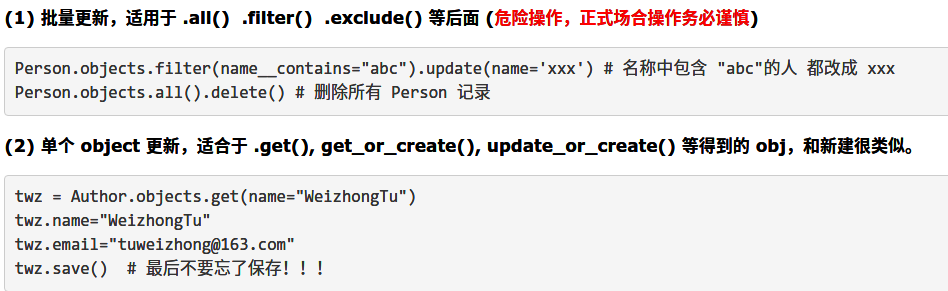 (1) 批量更新，适用于 .all()  .filter()  .exclude() 等后面 (危险操作，正式场合操作务必谨慎)
Person.objects.filter(name__contains="abc").update(name='xxx') # 名称中包含 "abc"的人 都改成 xxx
Person.objects.all().delete() # 删除所有 Person 记录
(2) 单个 object 更新，适合于 .get(), get_or_create(), update_or_create() 等得到的 obj，和新建很类似。
twz = Author.objects.get(name="WeizhongTu")
twz.name="WeizhongTu"
twz.email="tuweizhong@163.com"
twz.save()  # 最后不要忘了保存！！！